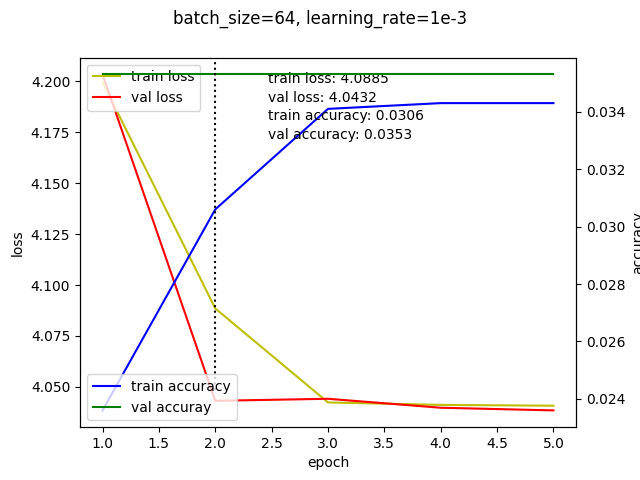 batch_size=64, learning_rate=1e-3
train loss
val loss
train loss: 4.0885
val loss: 4.0432
train accuracy: 0.0306
val accuracy: 0.0353
train accuracy
val accuray
4.200
4.175
4.150
4.125
4.100
4.075
4.050
loss
0.034
0.032
0.030
0.028
0.026
0.024
accuracy
1.0 1.5 2.0 2.5 3.0 3.5 4.0 4.5 5.0
epoch